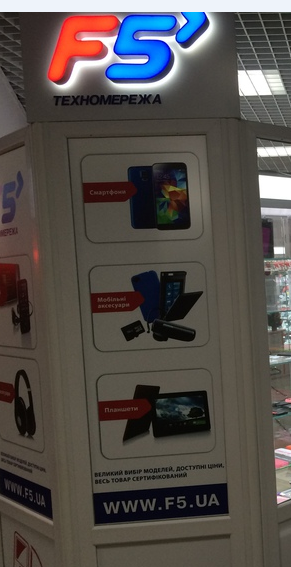 F5
ТЕХНОМЕРЕЖА
Смартфони
Мобільні
аксесуари
Планшети
ВЕЛИКИЙ ВИБІР МОДЕЛЕЙ, ДОСТУПНІ ЦІНИ,
ВЕСЬ ТОВАР СЕРТИФІКОВАНИЙ
WWW.F5.UA
5
МЕРЕЖА
WWW.F5.UA